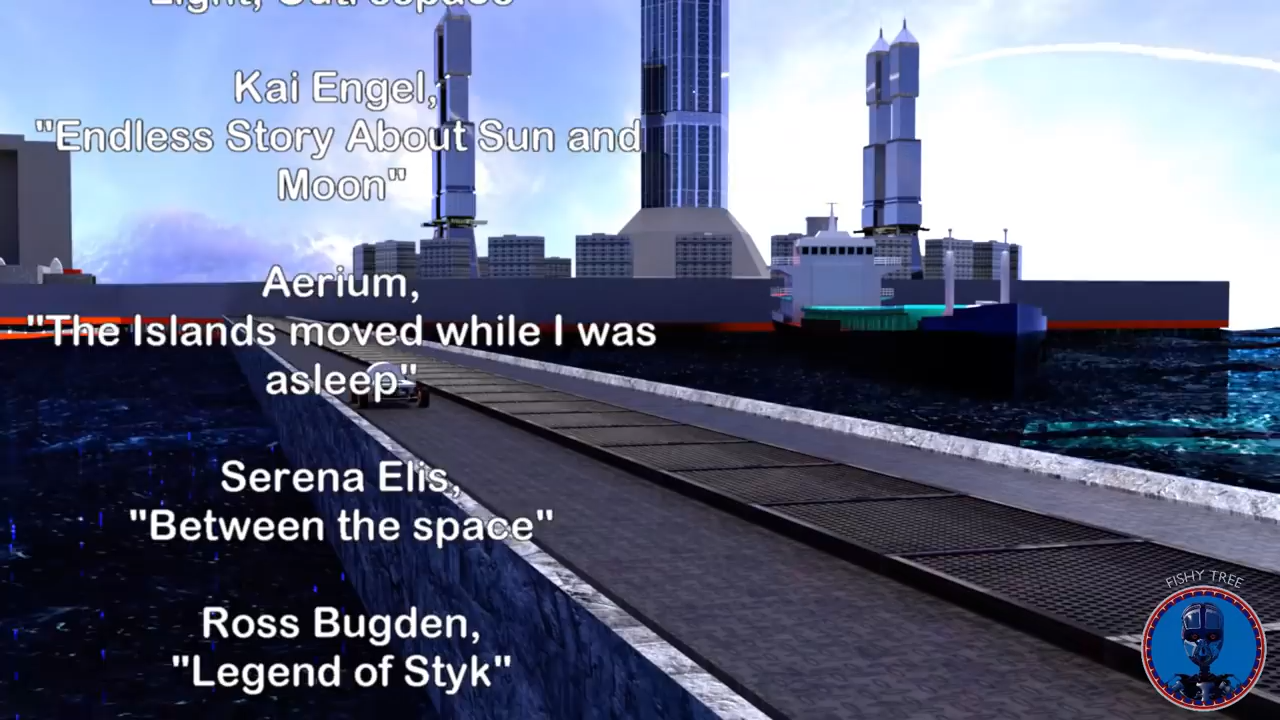 Kai Engel,
"Endless Story About Sun and
Moon"
Aerium,
"The Islands moved while I was
asleep"
Serena Elis,
"Between the space"
Ross Bugden,
"Legend of Styk"
FISHY TREE